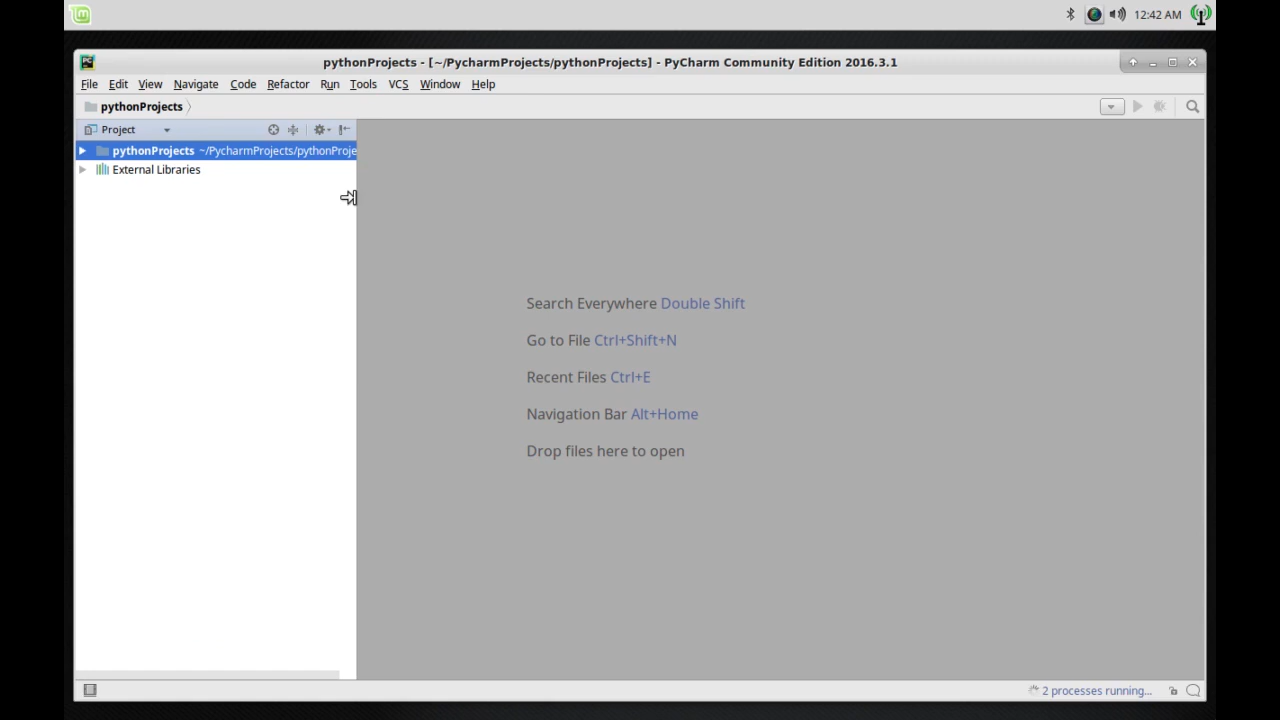 12:42 AM
pythonProjects - [~/PycharmProjects/pythonProjects] - PyCharm Community Edition 2016.3.1
File Edit View Navigate Code Refactor Run Tools VCS Window Help
pythonProjects
Project
pythonProjects ~/PycharmProjects/pythonProje
External Libraries
Search Everywhere Double Shift
Go to File Ctrl+Shift+N
Recent Files Ctrl+E
Navigation Bar Alt+Home
Drop files here to open
2 processes running...